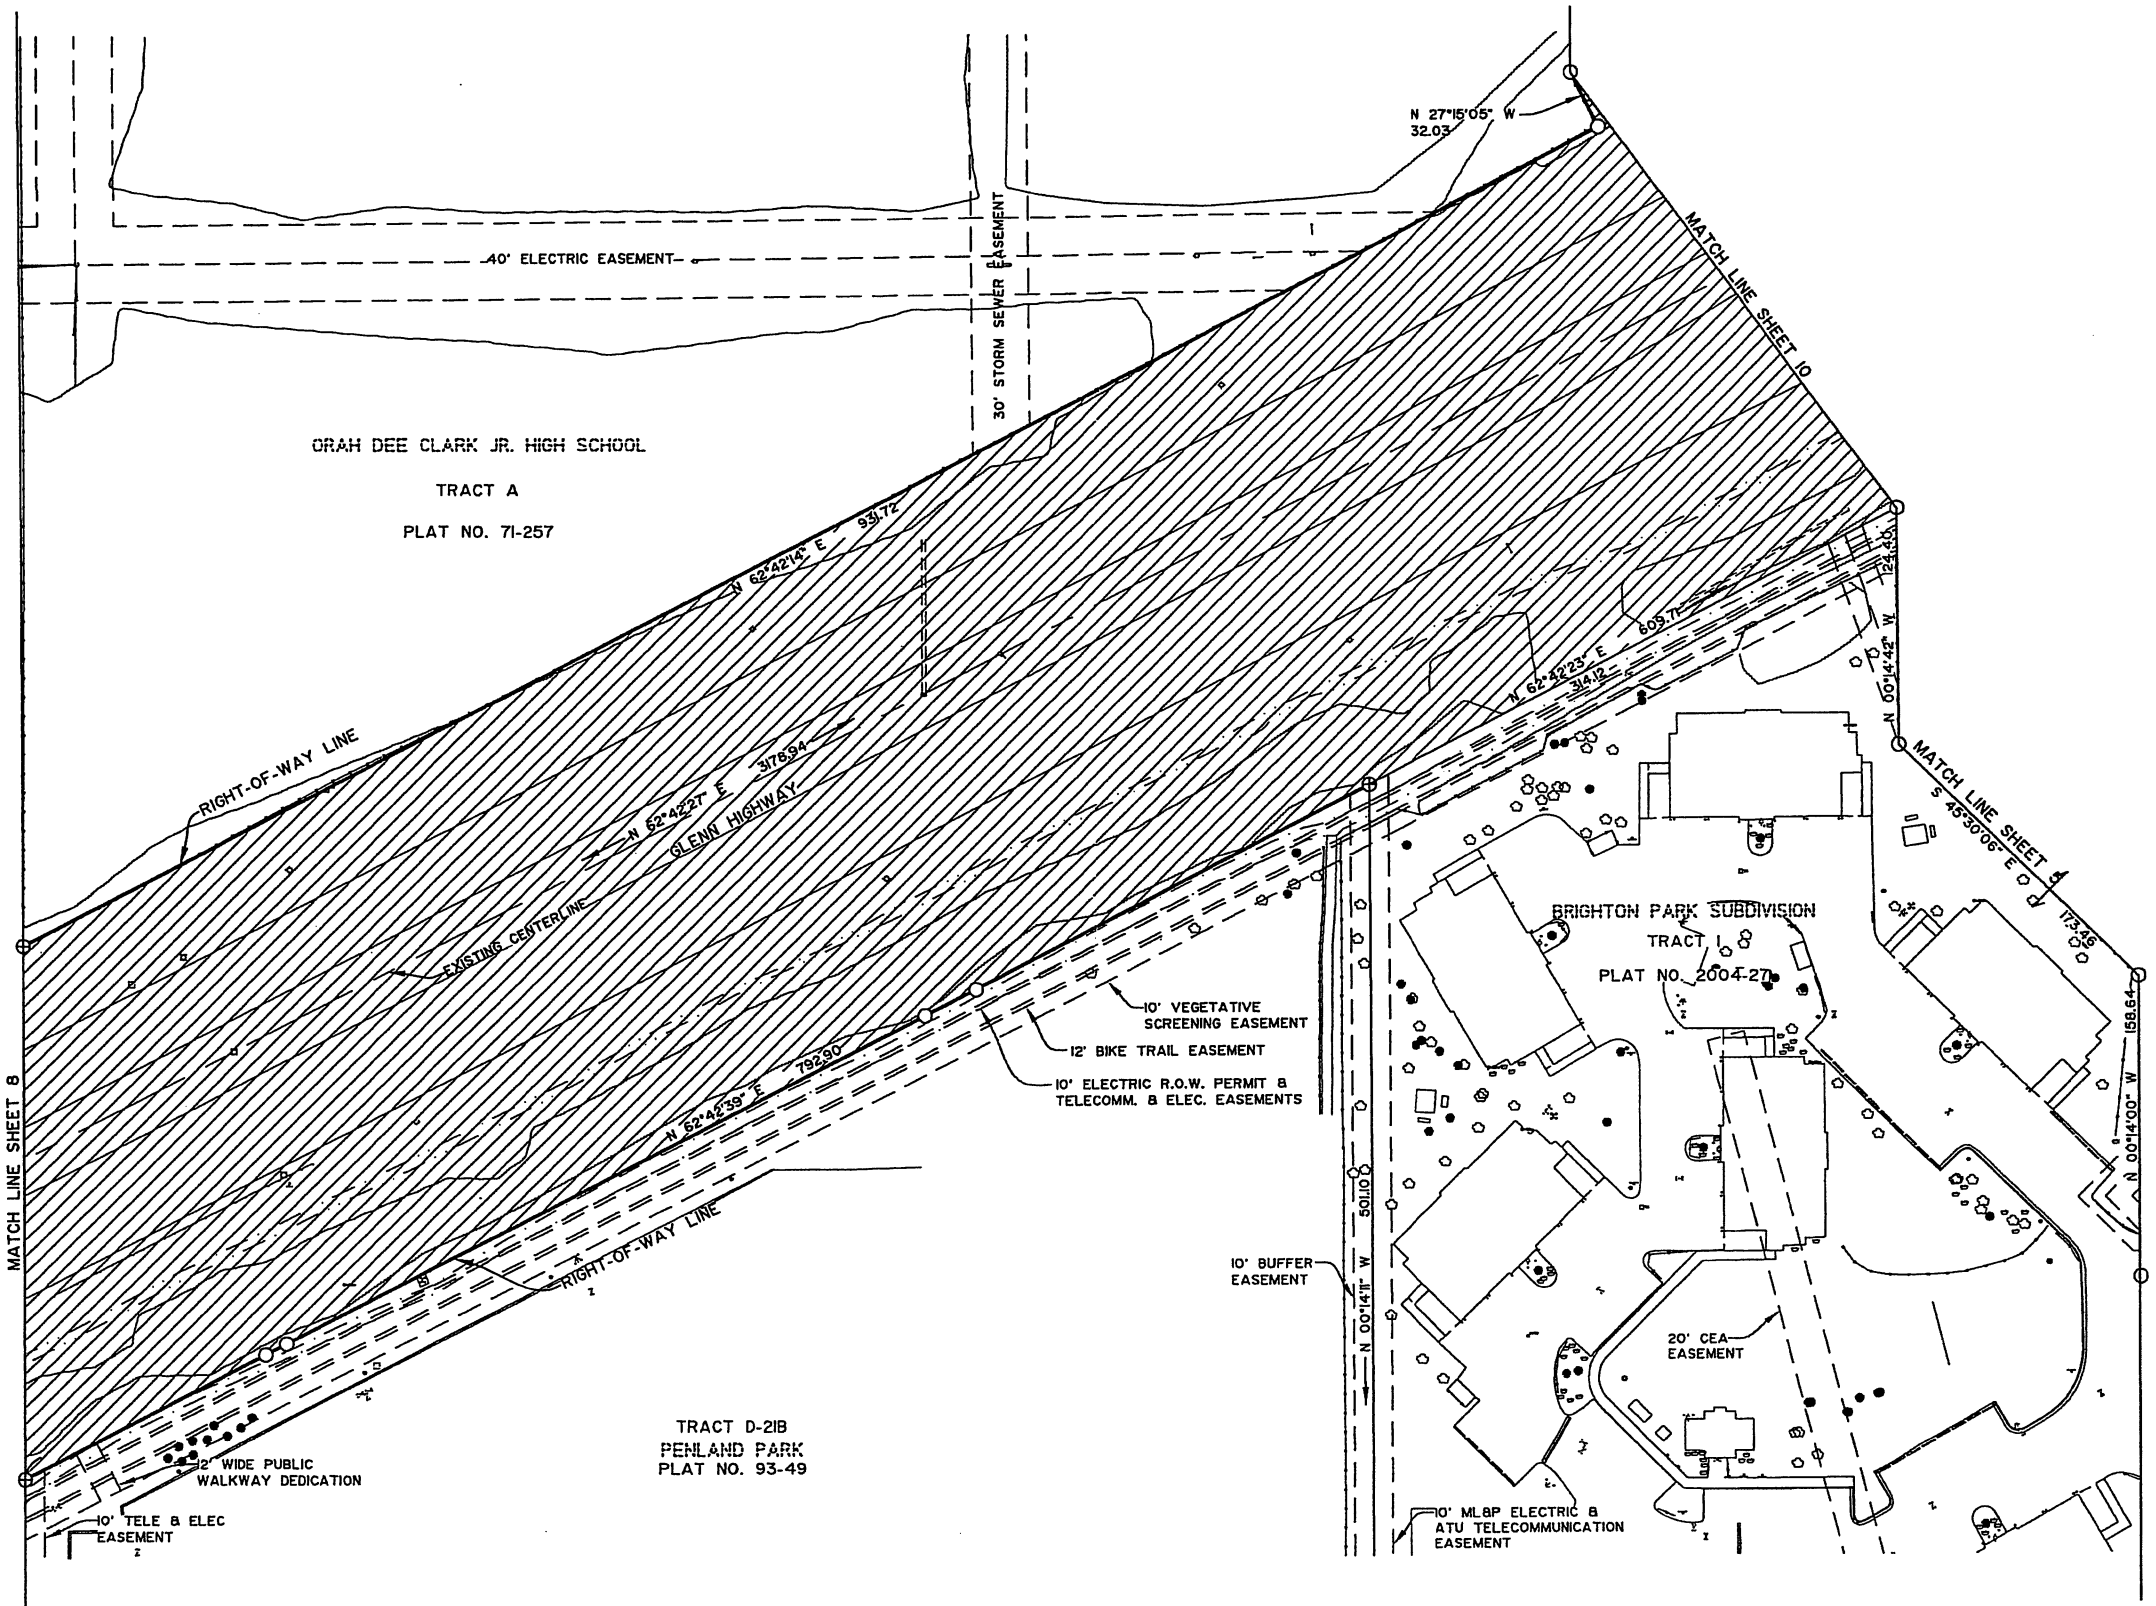 N 27°15'05" W
32.03
MATCH LINE SHEET 10
40' ELECTRIC EASEMENT
30' STORM SEWER EASEMENT
ORAH DEE CLARK JR. HIGH SCHOOL
TRACT A
PLAT NO. 71-257
N 62°42'14" E
931.72
124.40
N 00°14'42" W
609.71
N 62°42'23" E
314.12
RIGHT-OF-WAY LINE
N 62°42'27" E
3178.94
GLENN HIGHWAY
EXISTING CENTERLINE
MATCH LINE SHEET 5
S 45°30'06" E
173.46
BRIGHTON PARK SUBDIVISION
TRACT 1
PLAT NO. 2004-27
10' VEGETATIVE
SCREENING EASEMENT
12' BIKE TRAIL EASEMENT
10' ELECTRIC R.O.W. PERMIT &
TELECOMM. & ELEC. EASEMENTS
N 62°42'39" E
792.90
158.64
N 00°14'00" W
MATCH LINE SHEET 8
RIGHT-OF-WAY LINE
501.10
N 00°14'11" W
10' BUFFER
EASEMENT
20' CEA
EASEMENT
TRACT D-21B
PENLAND PARK
PLAT NO. 93-49
2' WIDE PUBLIC
WALKWAY DEDICATION
10' TELE & ELEC
EASEMENT
10' ML&P ELECTRIC &
ATU TELECOMMUNICATION
EASEMENT